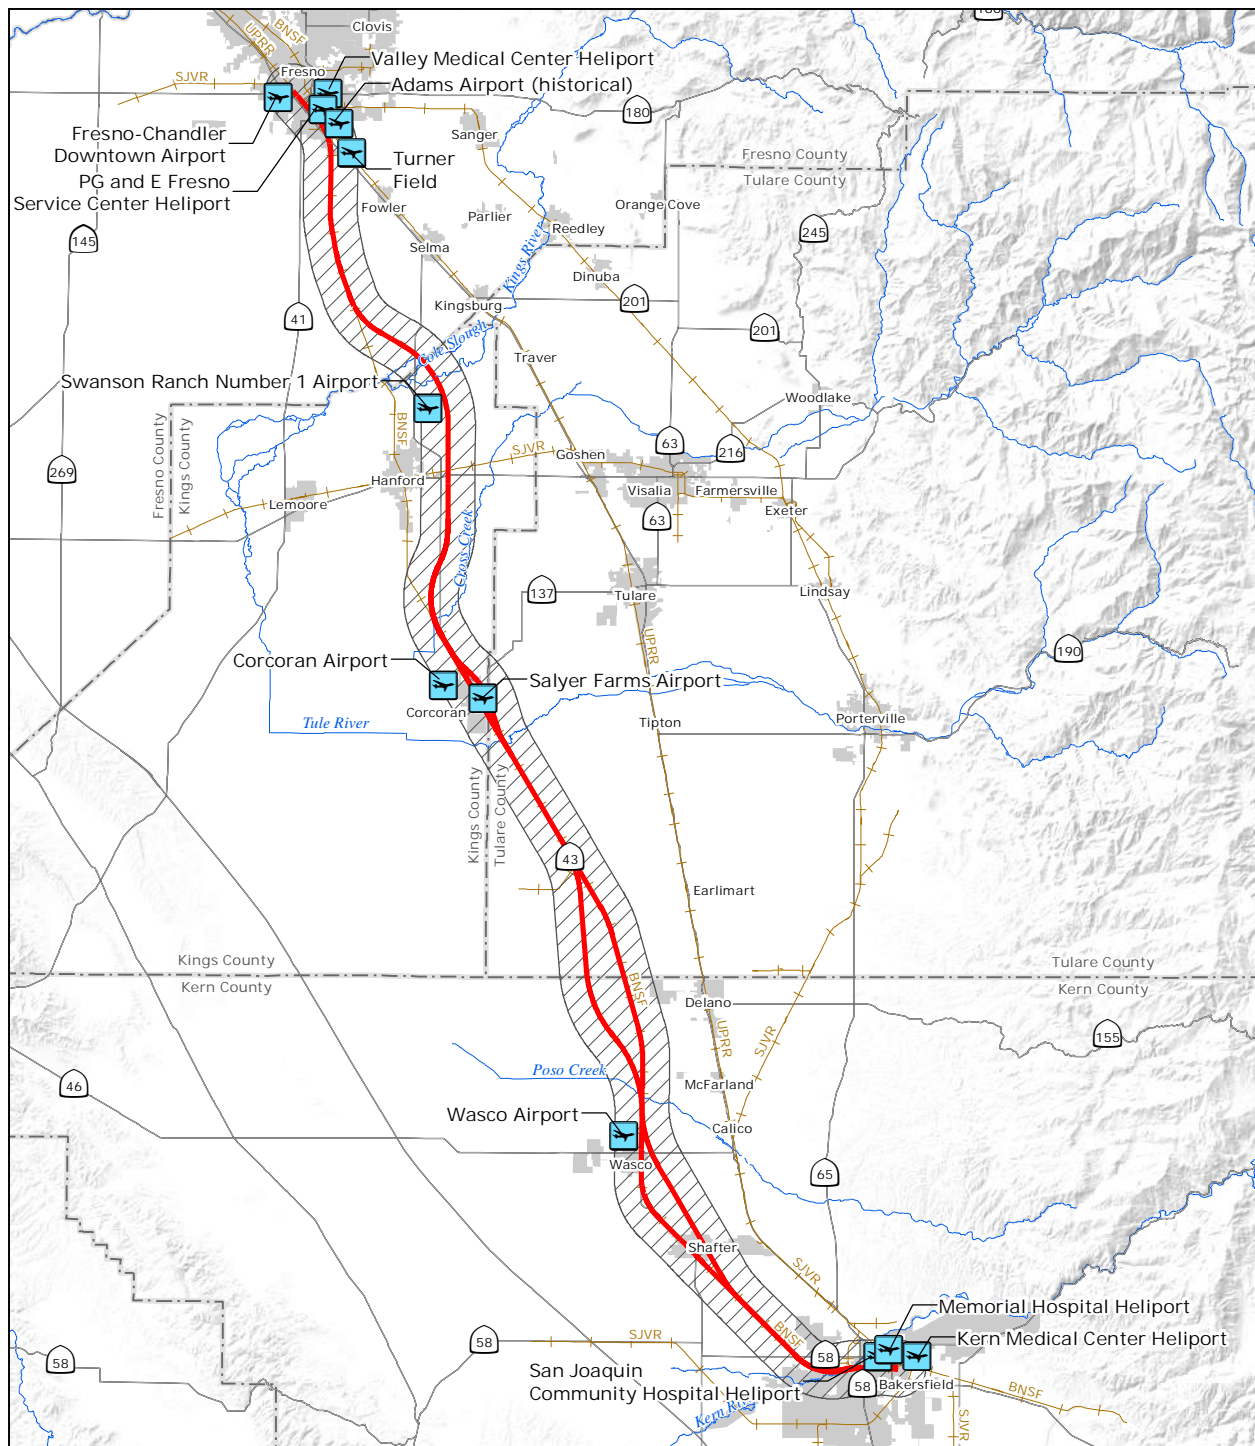 180
Clovis
BNSF
UPRR
Valley Medical Center Heliport
Fresno
SJVR
Adams Airport (historical)
180
Fresno-Chandler
Downtown Airport
Sanger
Turner
Field
Fresno County
Tulare County
PG and E Fresno
Service Center Heliport
Fowler
Parlier
Orange Cove
Reedley
245
145
Selma
Kings River
Dinuba
Kingsburg
201
41
201
Cole Slough
Traver
Swanson Ranch Number 1 Airport
Woodlake
BNSF
Fresno County
Kings County
63
216
SJVR
Goshen
269
Hanford
Visalia
Farmersville
Lemoore
Exeter
63
Cross Creek
137
Tulare
Lindsay
UPRR
190
Corcoran Airport
Salyer Farms Airport
Corcoran
Tule River
Tipton
Porterville
Kings County
Tulare County
43
Earlimart
Kings County
Kern County
Tulare County
Kern County
BNSF
Delano
UPRR
SJVR
155
Poso Creek
46
McFarland
Wasco Airport
Calico
Wasco
65
Shafter
SJVR
Memorial Hospital Heliport
BNSF
SJVR
58
Kern Medical Center Heliport
58
58
San Joaquin
Community Hospital Heliport
58
Bakersfield
BNSF
Kern River
SJVR